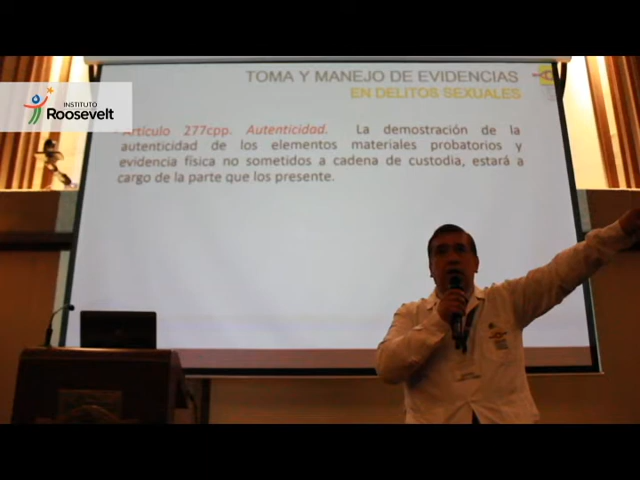 TOMA Y MANEJO DE EVIDENCIAS
EN DELITOS SEXUALES
INSTITUTO
Roosevelt
Artículo 277cpp. Autenticidad. La demostración de la
autenticidad de los elementos materiales probatorios y
evidencia física no sometidos a cadena de custodia, estará a
cargo de la parte que los presente.